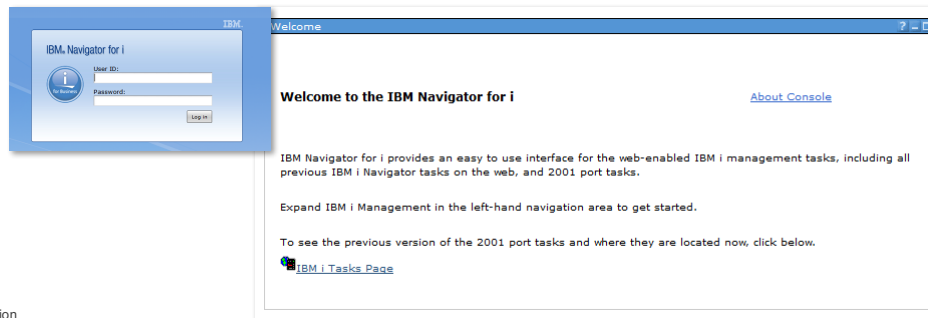 IBM.
IBM® Navigator for i
User ID:
i
for Business
Password:
Log in
Welcome
? –
Welcome to the IBM Navigator for i
About Console
IBM Navigator for i provides an easy to use interface for the web-enabled IBM i management tasks, including all
previous IBM i Navigator tasks on the web, and 2001 port tasks.
Expand IBM i Management in the left-hand navigation area to get started.
To see the previous version of the 2001 port tasks and where they are located now, click below.
IBM i Tasks Page
ion